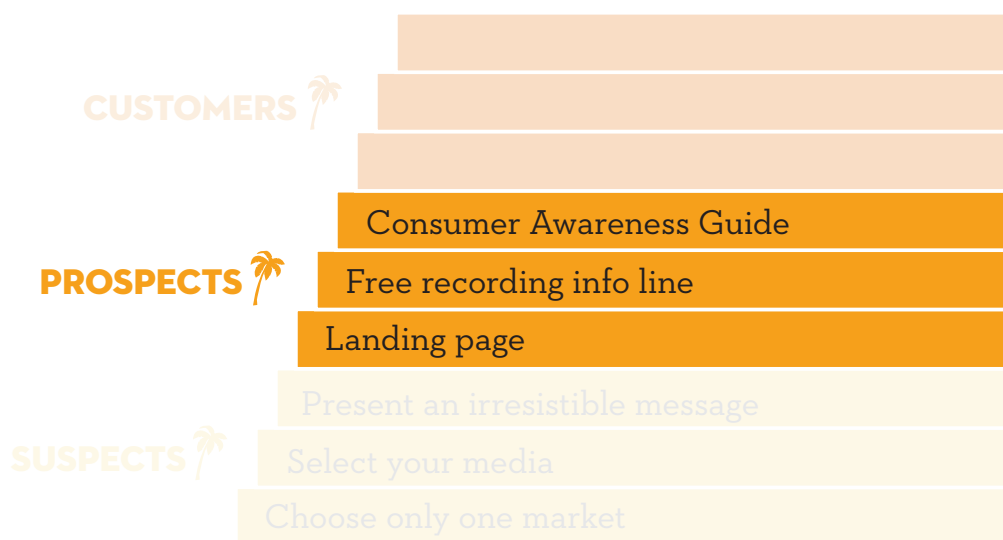 CUSTOMERS
Consumer Awareness Guide
PROSPECTS
Free recording info line
Landing page
Present an irresistible message
SUSPECTS
Select your media
Choose only one market